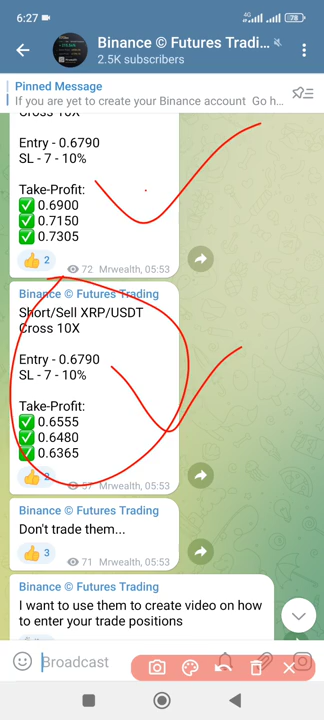 6:27
4G
78
Binance © Futures Tradi...
2.5K subscribers
Pinned Message
If you are yet to create your Binance account Go h...
Cross 10X
Entry - 0.6790
SL - 7 - 10%
Take-Profit:
✅ 0.6900
✅ 0.7150
✅ 0.7305
👍 2
72 Mrwealth, 05:53
Binance © Futures Trading
Short/Sell XRP/USDT
Cross 10X
Entry - 0.6790
SL - 7 - 10%
Take-Profit:
✅ 0.6555
✅ 0.6480
✅ 0.6365
👍 2
57 Mrwealth, 05:53
Binance © Futures Trading
Don't trade them...
👍 3
71 Mrwealth, 05:53
Binance © Futures Trading
I want to use them to create video on how
to enter your trade positions
Broadcast